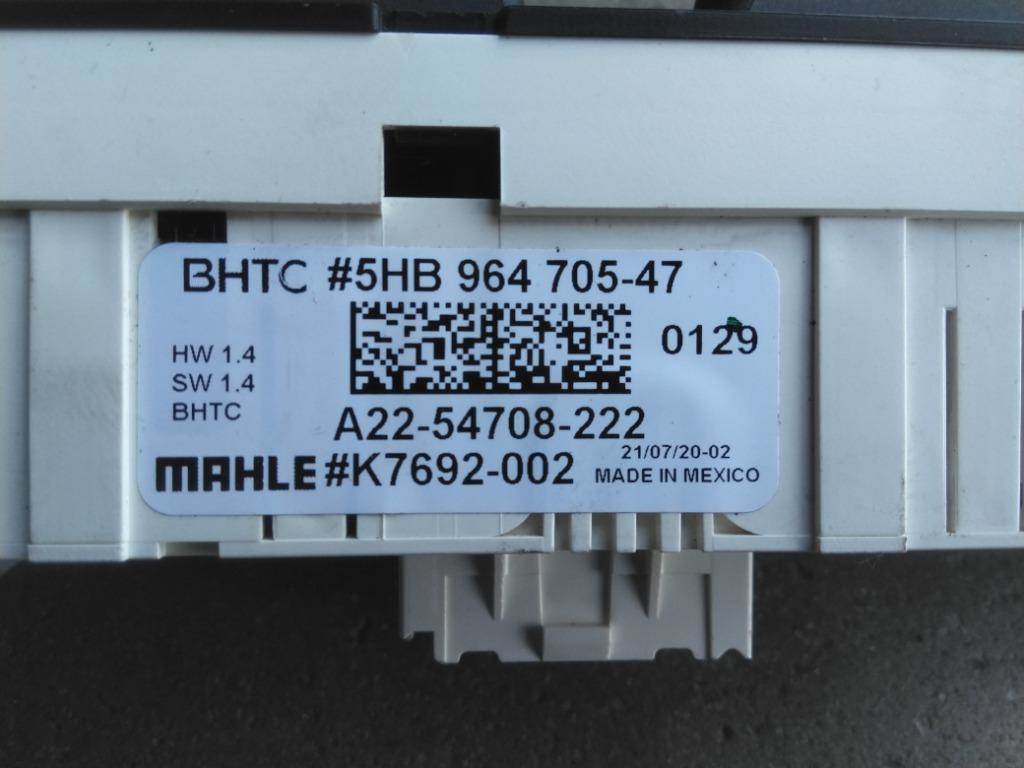 BHTC #5HB 964 705-47
0129
HW 1.4
SW 1.4
BHTC
A22-54708-222
MAHLE #K7692-002
21/07/20-02
MADE IN MEXICO